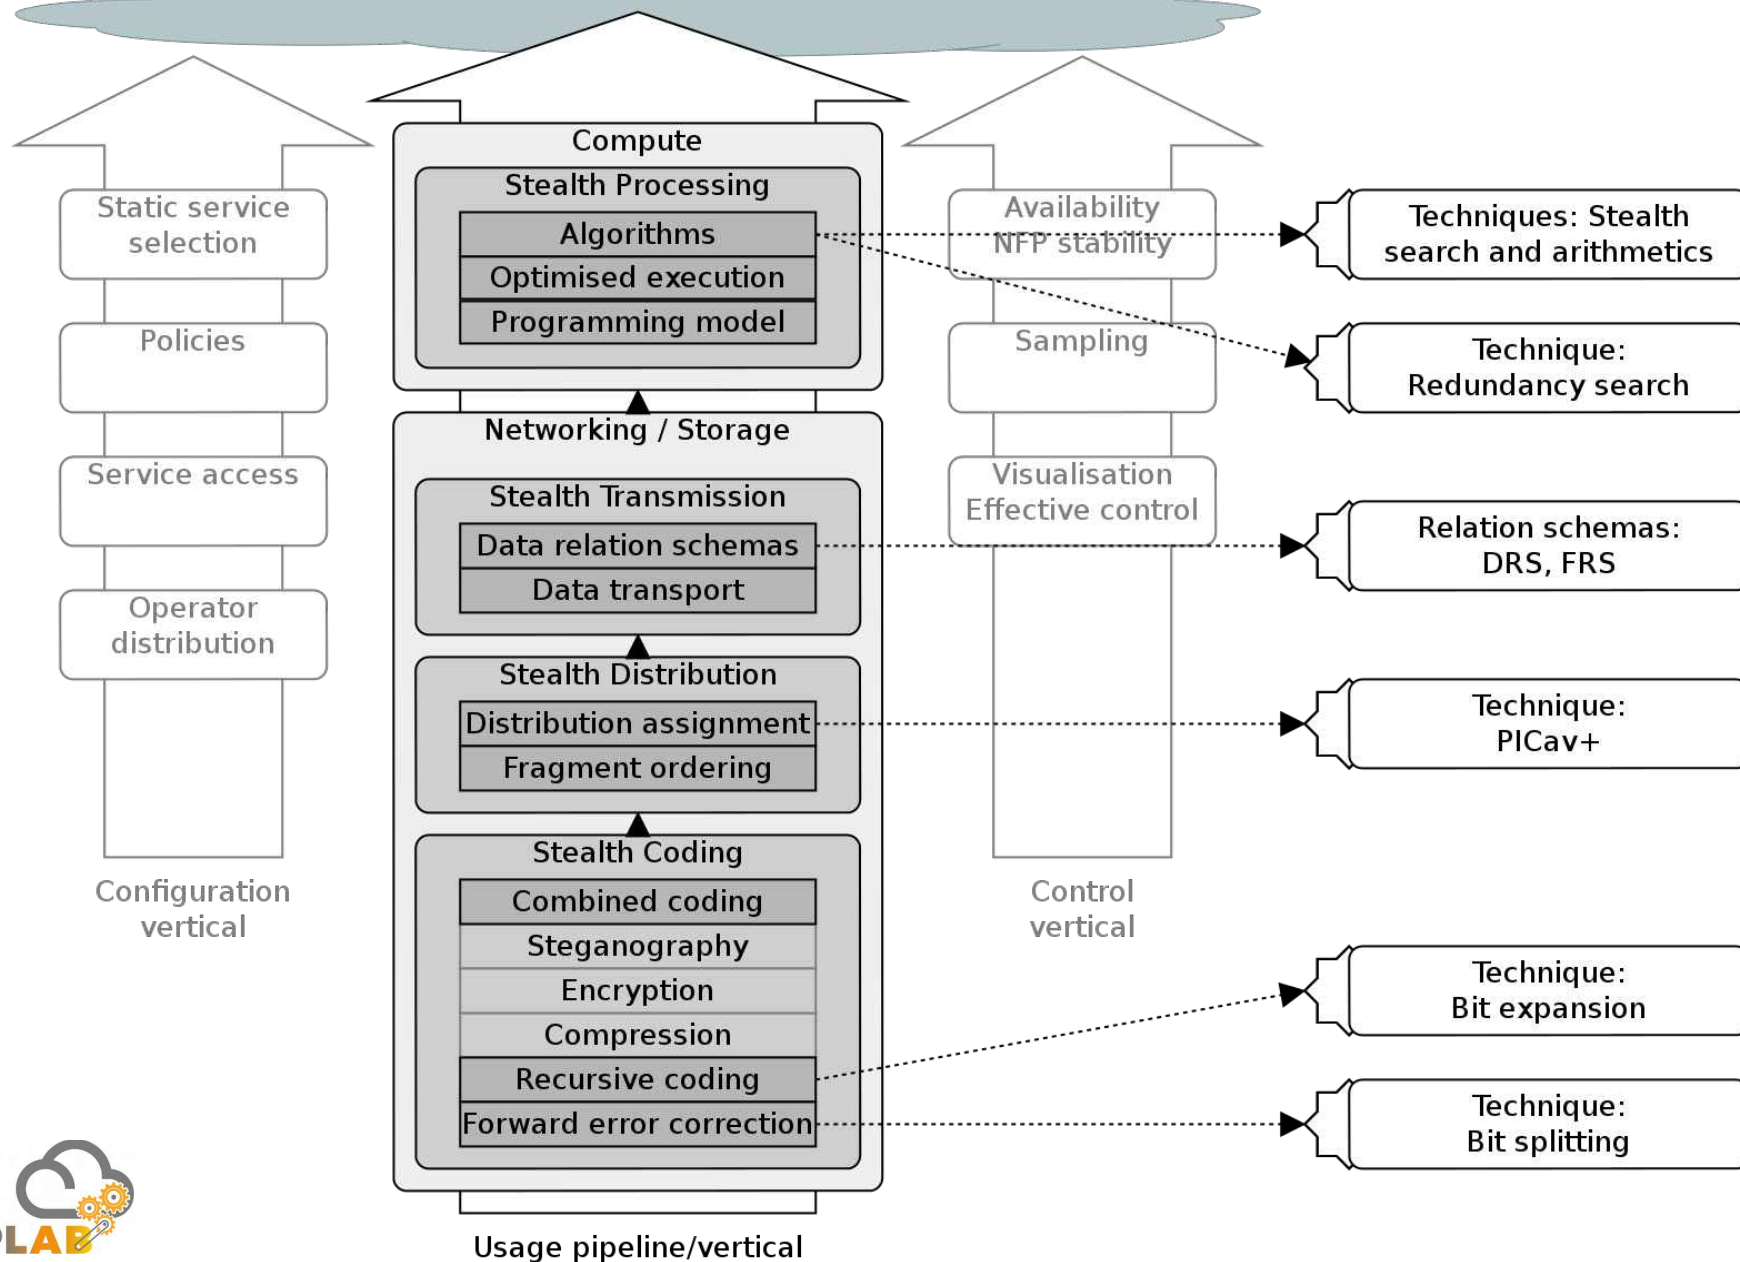 Compute
Stealth Processing
Algorithms
Optimised execution
Programming model
Networking / Storage
Stealth Transmission
Data relation schemas
Data transport
Stealth Distribution
Distribution assignment
Fragment ordering
Stealth Coding
Combined coding
Steganography
Encryption
Compression
Recursive coding
Forward error correction
Usage pipeline/vertical
Static service
selection
Policies
Service access
Operator
distribution
Configuration
vertical
Availability
NFP stability
Sampling
Visualisation
Effective control
Control
vertical
Techniques: Stealth
search and arithmetics
Technique:
Redundancy search
Relation schemas:
DRS, FRS
Technique:
PICav+
Technique:
Bit expansion
Technique:
Bit splitting